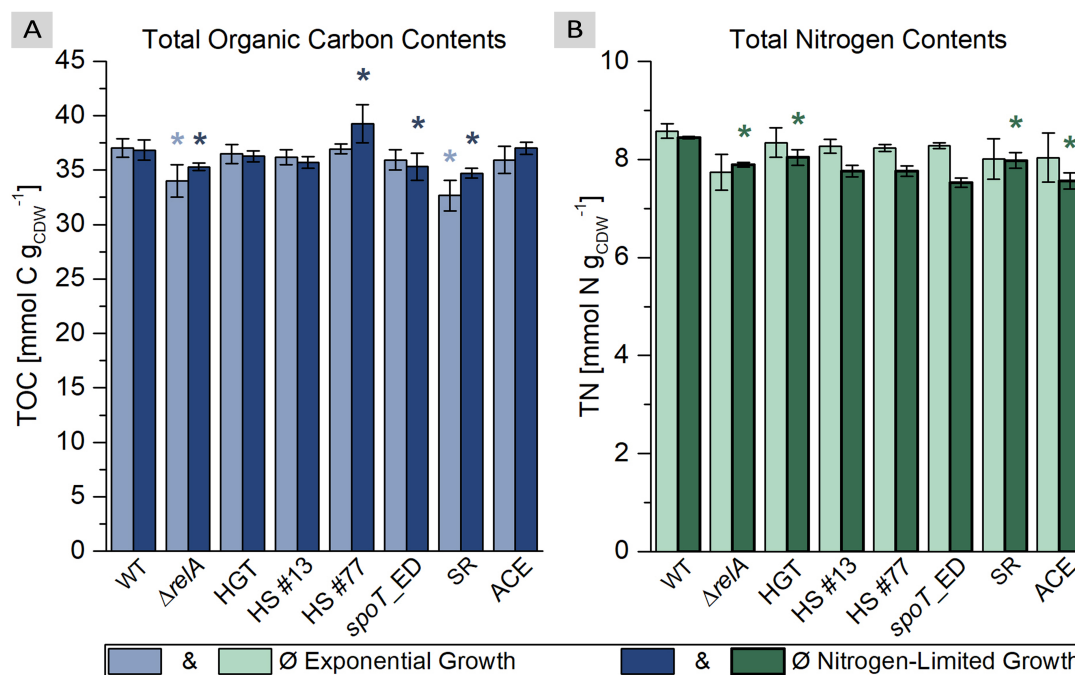 A
Total Organic Carbon Contents
TOC [mmol C g_CDW^-1]
45
40
35
30
25
20
15
10
5
0
* * * * * *
WT
ΔrelA
HGT
HS #13
HS #77
spoT_ED
SR
ACE
B
Total Nitrogen Contents
TN [mmol N g_CDW^-1]
10
8
6
4
2
0
* * * *
WT
ΔrelA
HGT
HS #13
HS #77
spoT_ED
SR
ACE
& Ø Exponential Growth & Ø Nitrogen-Limited Growth